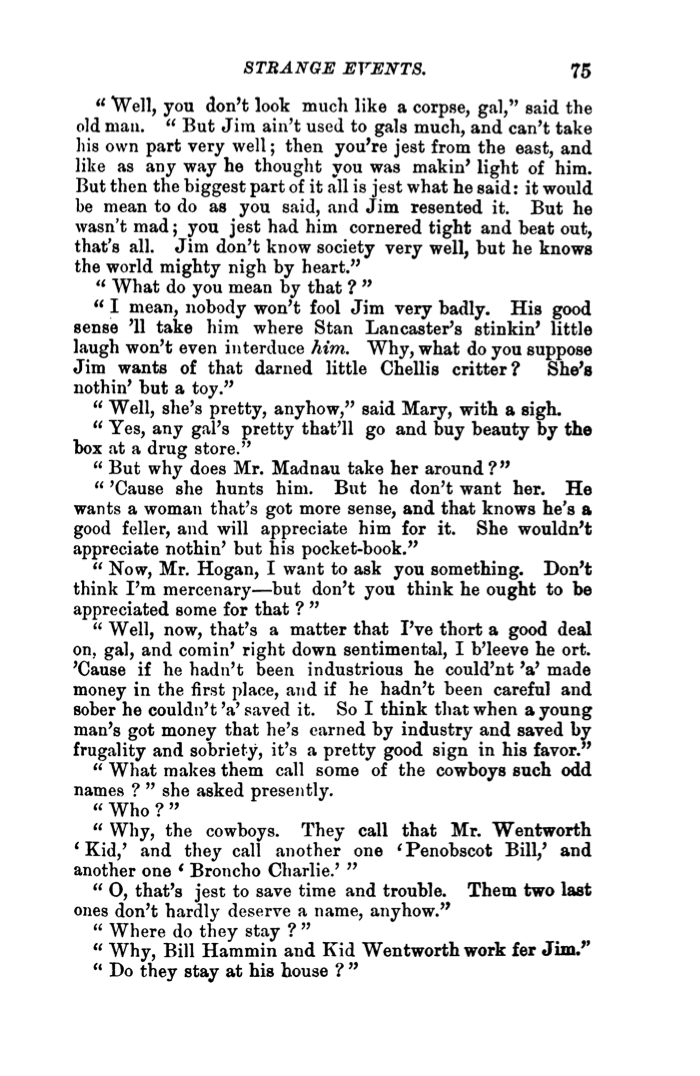 STRANGE EVENTS. 75
“ Well, you don’t look much like a corpse, gal,” said the
old man. “ But Jim ain’t used to gals much, and can’t take
his own part very well ; then you’re jest from the east, and
like as any way he thought you was makin’ light of him.
But then the biggest part of it all is jest what he said : it would
be mean to do as you said, and Jim resented it. But he
wasn’t mad ; you jest had him cornered tight and beat out,
that’s all. Jim don’t know society very well, but he knows
the world mighty nigh by heart.”
“ What do you mean by that ? ”
“ I mean, nobody won’t fool Jim very badly. His good
sense ’ll take him where Stan Lancaster’s stinkin’ little
laugh won’t even interduce him. Why, what do you suppose
Jim wants of that darned little Chellis critter ? She’s
nothin’ but a toy.”
“ Well, she’s pretty, anyhow,” said Mary, with a sigh.
“ Yes, any gal’s pretty that’ll go and buy beauty by the
box at a drug store.”
“ But why does Mr. Madnau take her around ? ”
“ ’Cause she hunts him. But he don’t want her. He
wants a woman that’s got more sense, and that knows he’s a
good feller, and will appreciate him for it. She wouldn’t
appreciate nothin’ but his pocket-book.”
“ Now, Mr. Hogan, I want to ask you something. Don’t
think I’m mercenary—but don’t you think he ought to be
appreciated some for that ? ”
“ Well, now, that’s a matter that I’ve thort a good deal
on, gal, and comin’ right down sentimental, I b’leeve he ort.
’Cause if he hadn’t been industrious he could’nt ’a’ made
money in the first place, and if he hadn’t been careful and
sober he couldn’t ’a’ saved it. So I think that when a young
man’s got money that he’s earned by industry and saved by
frugality and sobriety, it’s a pretty good sign in his favor.”
“ What makes them call some of the cowboys such odd
names ? ” she asked presently.
“ Who ? ”
“ Why, the cowboys. They call that Mr. Wentworth
‘ Kid,’ and they call another one ‘Penobscot Bill,’ and
another one ‘ Broncho Charlie.’ ”
“ O, that’s jest to save time and trouble. Them two last
ones don’t hardly deserve a name, anyhow.”
“ Where do they stay ? ”
“ Why, Bill Hammin and Kid Wentworth work fer Jim.”
“ Do they stay at his house ? ”